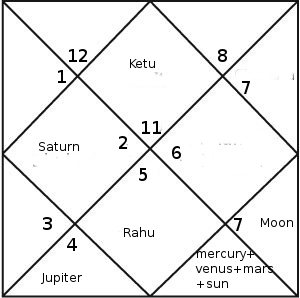 12
8
Ketu
1
7
11
Saturn
2
6
5
3
7
Moon
Rahu
4
mercury+
venus+mars
+sun
Jupiter